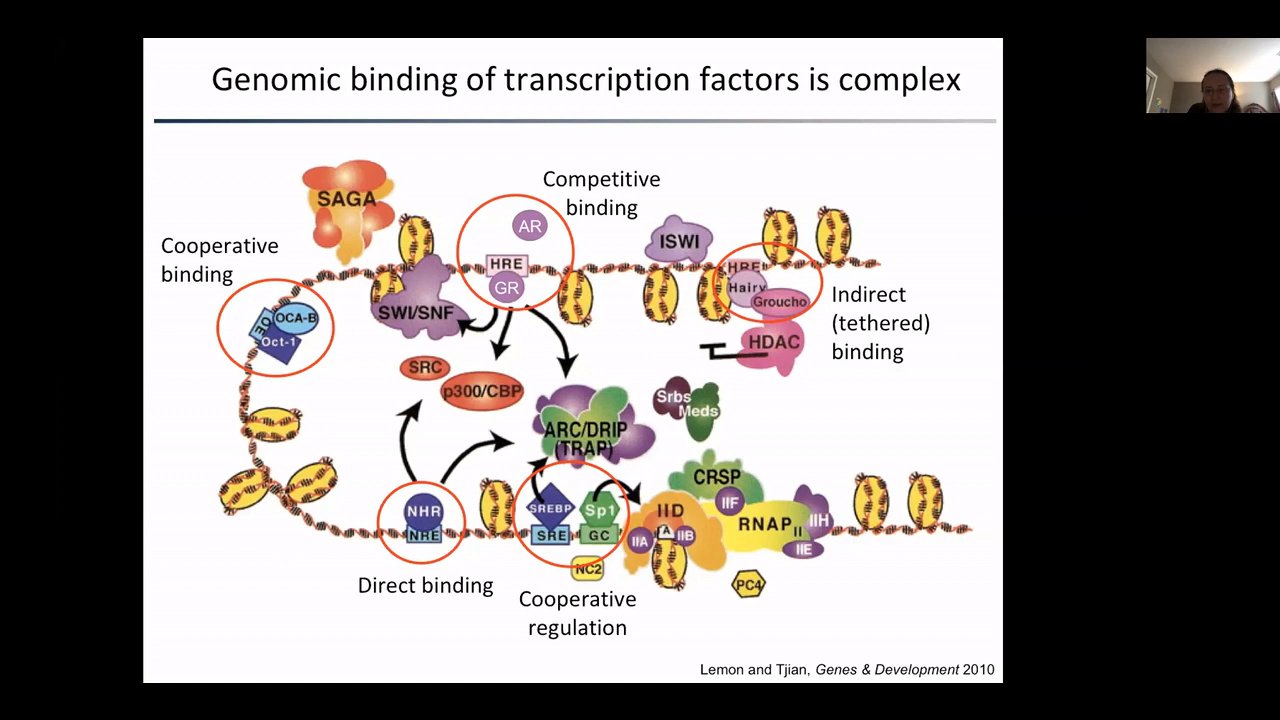 Genomic binding of transcription factors is complex
SAGA
Competitive
binding
AR
Cooperative
binding
HRE
GR
ISWI
HRE
Hairy
Groucho
Indirect
(tethered)
binding
OE
OCA-B
Oct-1
SWI/SNF
HDAC
SRC
p300/CBP
Srbs
Meds
ARC/DRIP
(TRAP)
CRSP
NHR
NRE
SREBP
SRE
Sp1
GC
IID
IIA
A
IIB
IIF
RNAP II
IIH
IIE
NC2
PC4
Direct binding
Cooperative
regulation
Lemon and Tjian, Genes & Development 2010